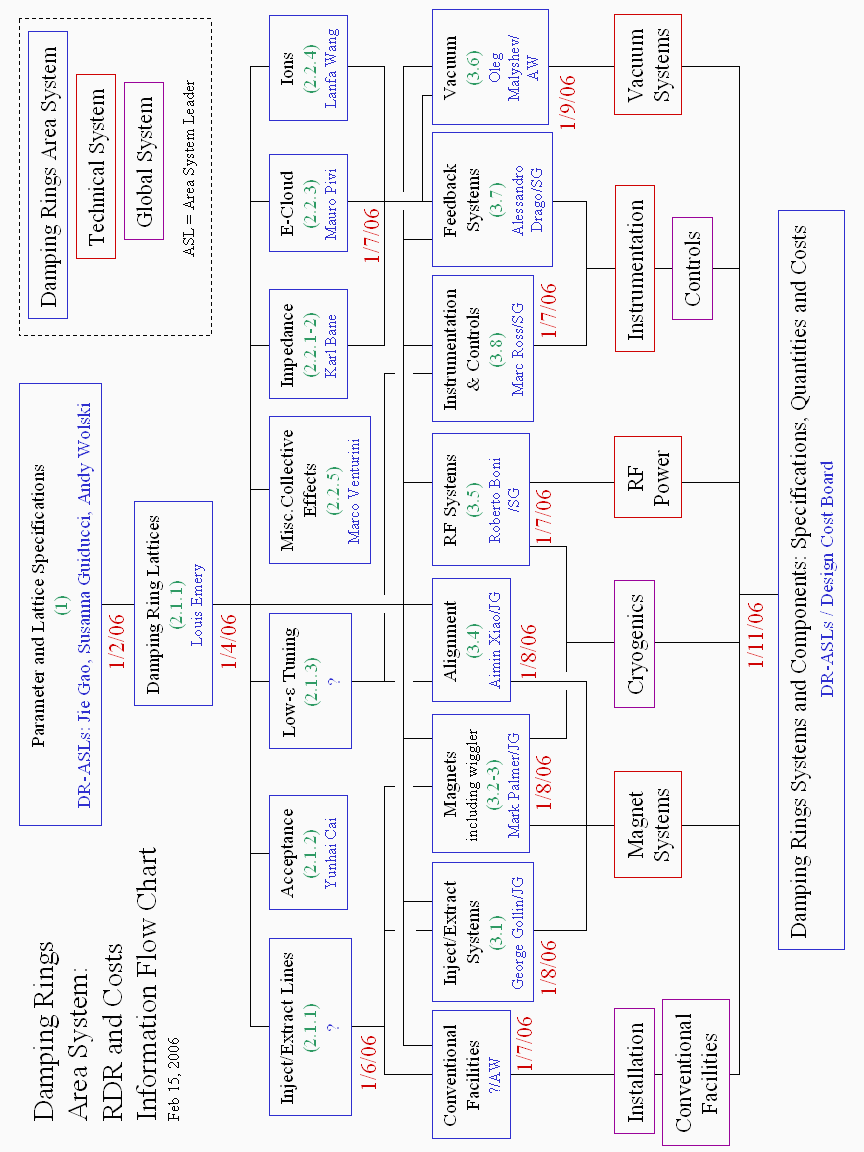 Damping Rings
Area System:
RDR and Costs
Information Flow Chart
Feb 15, 2006
Parameter and Lattice Specifications
(1)
DR-ASLs: Jie Gao, Susanna Guiducci, Andy Wolski
1/2/06
Damping Rings Area System
Technical System
Global System
ASL = Area System Leader
Damping Ring Lattices
(2.1.1)
Louis Emery
1/4/06
Inject/Extract Lines
(2.1.1)
?
1/6/06
Acceptance
(2.1.2)
Yunhai Cai
Low-ε Tuning
(2.1.3)
?
Misc.Collective
Effects
(2.2.5)
Marco Venturini
Impedance
(2.2.1-2)
Karl Bane
E-Cloud
(2.2.3)
Mauro Pivi
1/7/06
Ions
(2.2.4)
Lanfa Wang
Conventional
Facilities
?/AW
1/7/06
Inject/Extract
Systems
(3.1)
George Gollin/JG
1/8/06
Magnets
including wiggler
(3.2-3)
Mark Palmer/JG
1/8/06
Alignment
(3.4)
Aimin Xiao/JG
1/8/06
RF Systems
(3.5)
Roberto Boni
/SG
1/7/06
Instrumentation
& Controls
(3.8)
Marc Ross/SG
1/7/06
Feedback
Systems
(3.7)
Alessandro
Drago/SG
Vacuum
(3.6)
Oleg
Malyshev/
AW
1/9/06
Installation
Conventional
Facilities
Magnet
Systems
Cryogenics
RF
Power
Instrumentation
Controls
Vacuum
Systems
1/11/06
Damping Rings Systems and Components: Specifications, Quantities and Costs
DR-ASLs / Design Cost Board